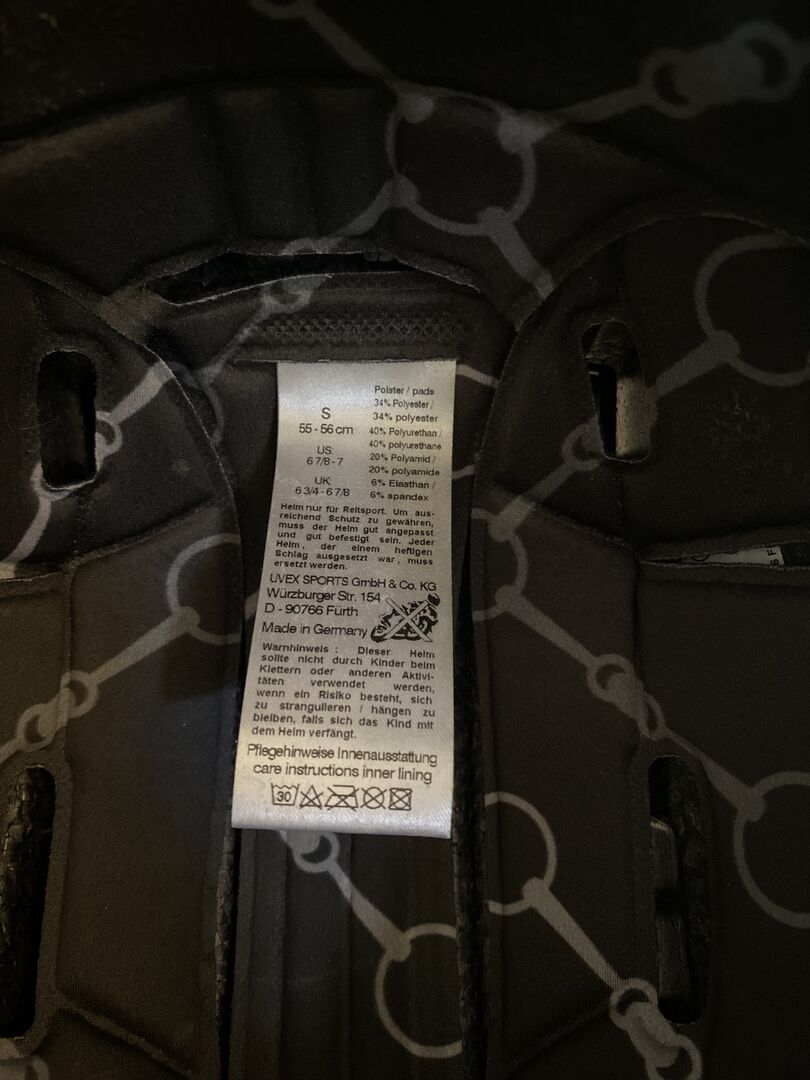 S
55 - 56 cm
US:
6 7/8 - 7
UK:
6 3/4 - 6 7/8
Polster / pads
34% Polyester /
34% polyester
40% Polyurethan /
40% polyurethane
20% Polyamid /
20% polyamide
6% Elasthan /
6% spandex
Helm nur für Reitsport. Um aus-
reichend Schutz zu gewähren,
muss der Helm gut angepasst
und gut befestigt sein. Jeder
Helm, der einem heftigen
Schlag ausgesetzt war, muss
ersetzt werden.
UVEX SPORTS GmbH & Co. KG
Würzburger Str. 154
D - 90766 Fürth
Made in Germany
Warnhinweis : Dieser Helm
sollte nicht durch Kinder beim
Klettern oder anderen Aktivi-
täten verwendet werden,
wenn ein Risiko besteht, sich
zu strangulieren / hängen zu
bleiben, falls sich das Kind mit
dem Helm verfängt.
Pflegehinweise Innenausstattung
care instructions inner lining
30